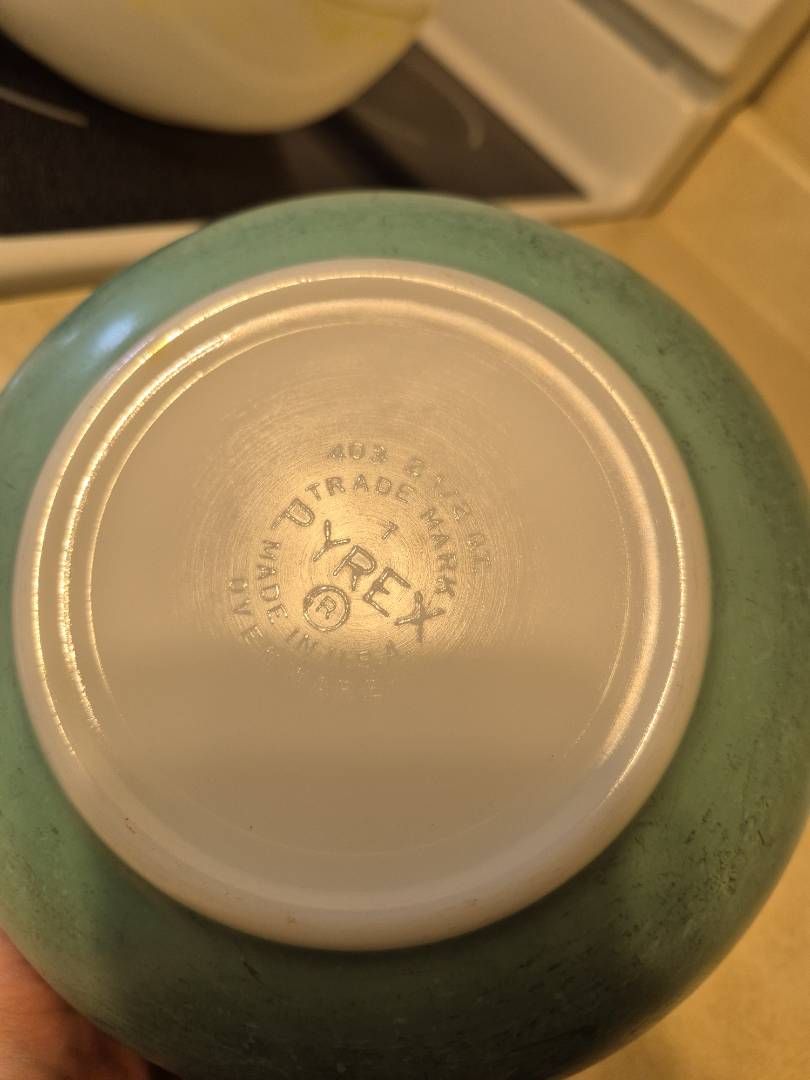 403 2 1/2 QT.
TRADE MARK
1
PYREX
®
MADE IN U.S.A.
OVENWARE